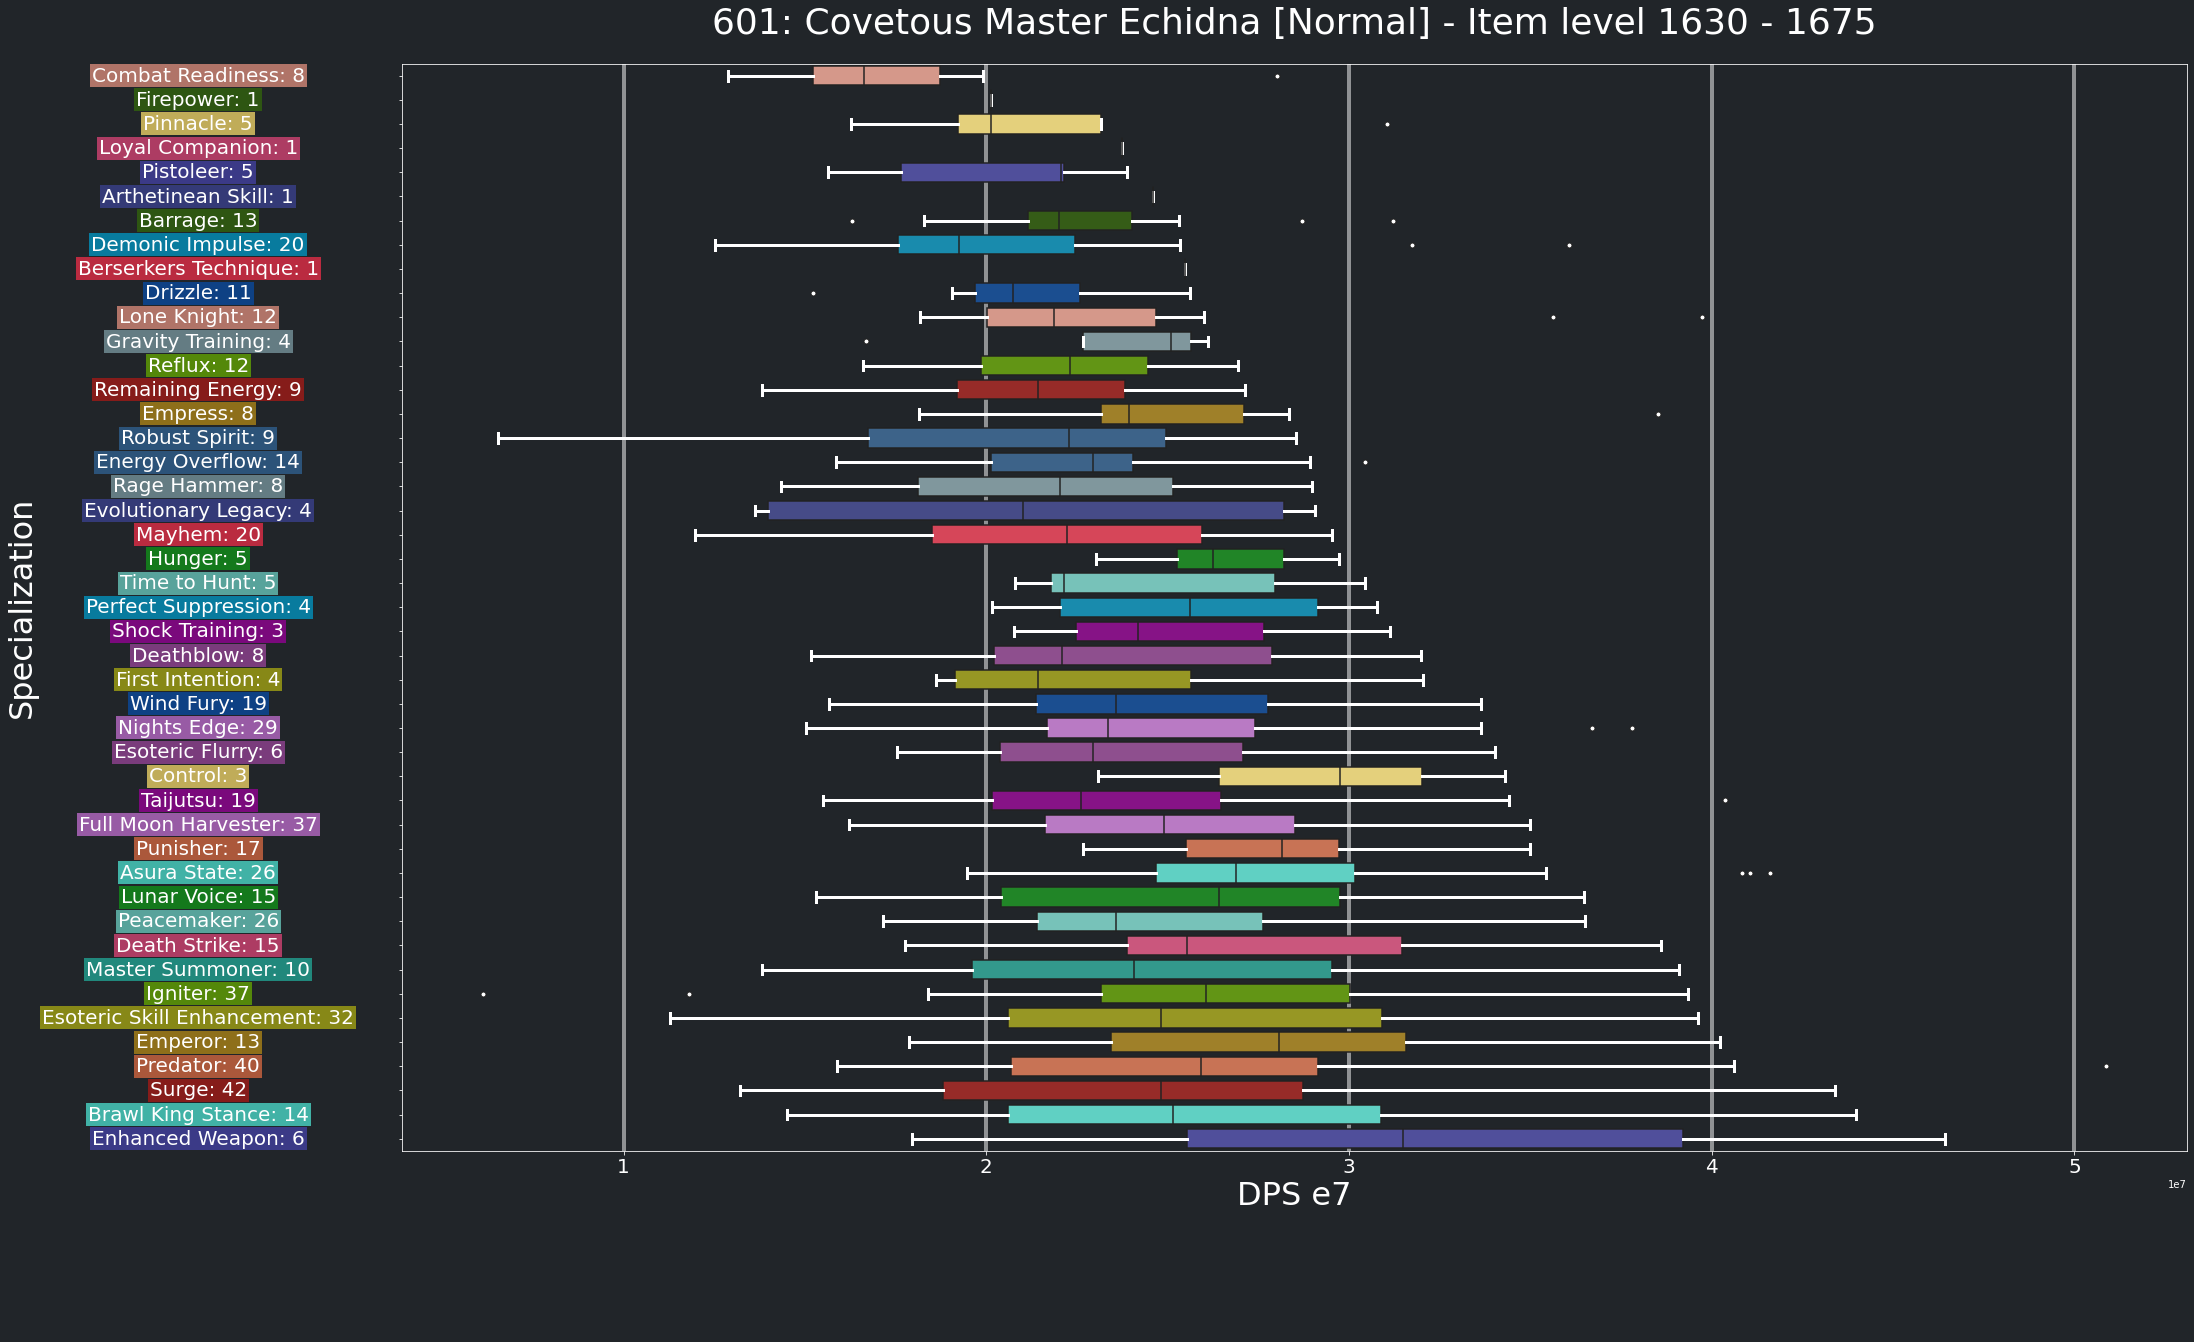 601: Covetous Master Echidna [Normal] - Item level 1630 - 1675
Combat Readiness: 8
Firepower: 1
Pinnacle: 5
Loyal Companion: 1
Pistoleer: 5
Arthetinean Skill: 1
Barrage: 13
Demonic Impulse: 20
Berserkers Technique: 1
Drizzle: 11
Lone Knight: 12
Gravity Training: 4
Reflux: 12
Remaining Energy: 9
Empress: 8
Robust Spirit: 9
Energy Overflow: 14
Rage Hammer: 8
Evolutionary Legacy: 4
Mayhem: 20
Hunger: 5
Time to Hunt: 5
Perfect Suppression: 4
Shock Training: 3
Deathblow: 8
First Intention: 4
Wind Fury: 19
Nights Edge: 29
Esoteric Flurry: 6
Control: 3
Taijutsu: 19
Full Moon Harvester: 37
Punisher: 17
Asura State: 26
Lunar Voice: 15
Peacemaker: 26
Death Strike: 15
Master Summoner: 10
Igniter: 37
Esoteric Skill Enhancement: 32
Emperor: 13
Predator: 40
Surge: 42
Brawl King Stance: 14
Enhanced Weapon: 6
Specialization
1 2 3 4 5
1e7
DPS e7